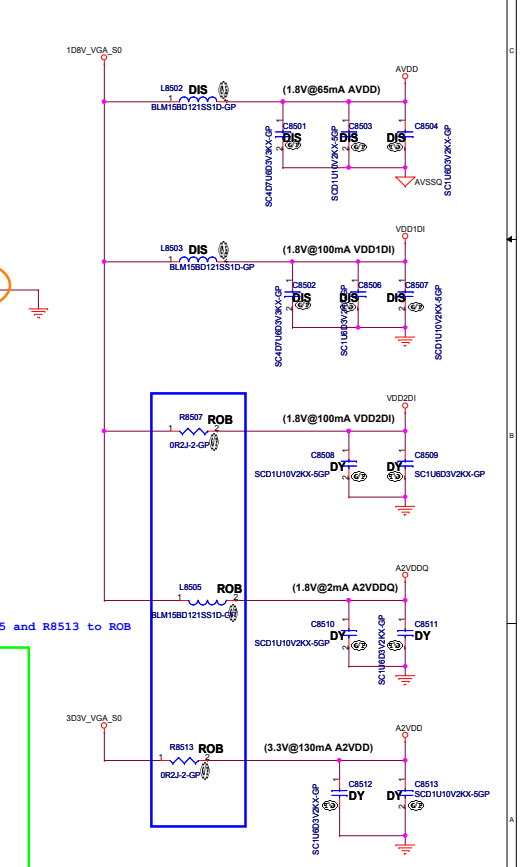 1D8V_VGA_S0
AVDD
L8502 DIS
1 2
BLM15BD121SS1D-GP
(1.8V@65mA AVDD)
C8501
DIS
SC4D7U6D3V3KX-GP
C8503
DIS
SCD1U10V2KX-5GP
C8504
DIS
SC1U6D3V2KX-GP
AVSSQ
VDD1DI
L8503 DIS
1 2
BLM15BD121SS1D-GP
(1.8V@100mA VDD1DI)
C8502
DIS
SC4D7U6D3V3KX-GP
C8506
DIS
C8507
DIS
SCD1U10V2KX-5GP
VDD2DI
R8507 ROB
1 2
0R2J-2-GP
(1.8V@100mA VDD2DI)
C8508
DY
SCD1U10V2KX-5GP
C8509
DY
SC1U6D3V2KX-GP
A2VDDQ
L8505 ROB
1 2
BLM15BD121SS1D-GP
(1.8V@2mA A2VDDQ)
C8510
DY
SCD1U10V2KX-5GP
C8511
DY
SC1U6D3V2KX-GP
5 and R8513 to ROB
3D3V_VGA_S0
A2VDD
R8513 ROB
1 2
0R2J-2-GP
(3.3V@130mA A2VDD)
C8512
DY
SC1U6D3V2KX-GP
C8513
DY
SCD1U10V2KX-5GP
C
B
A